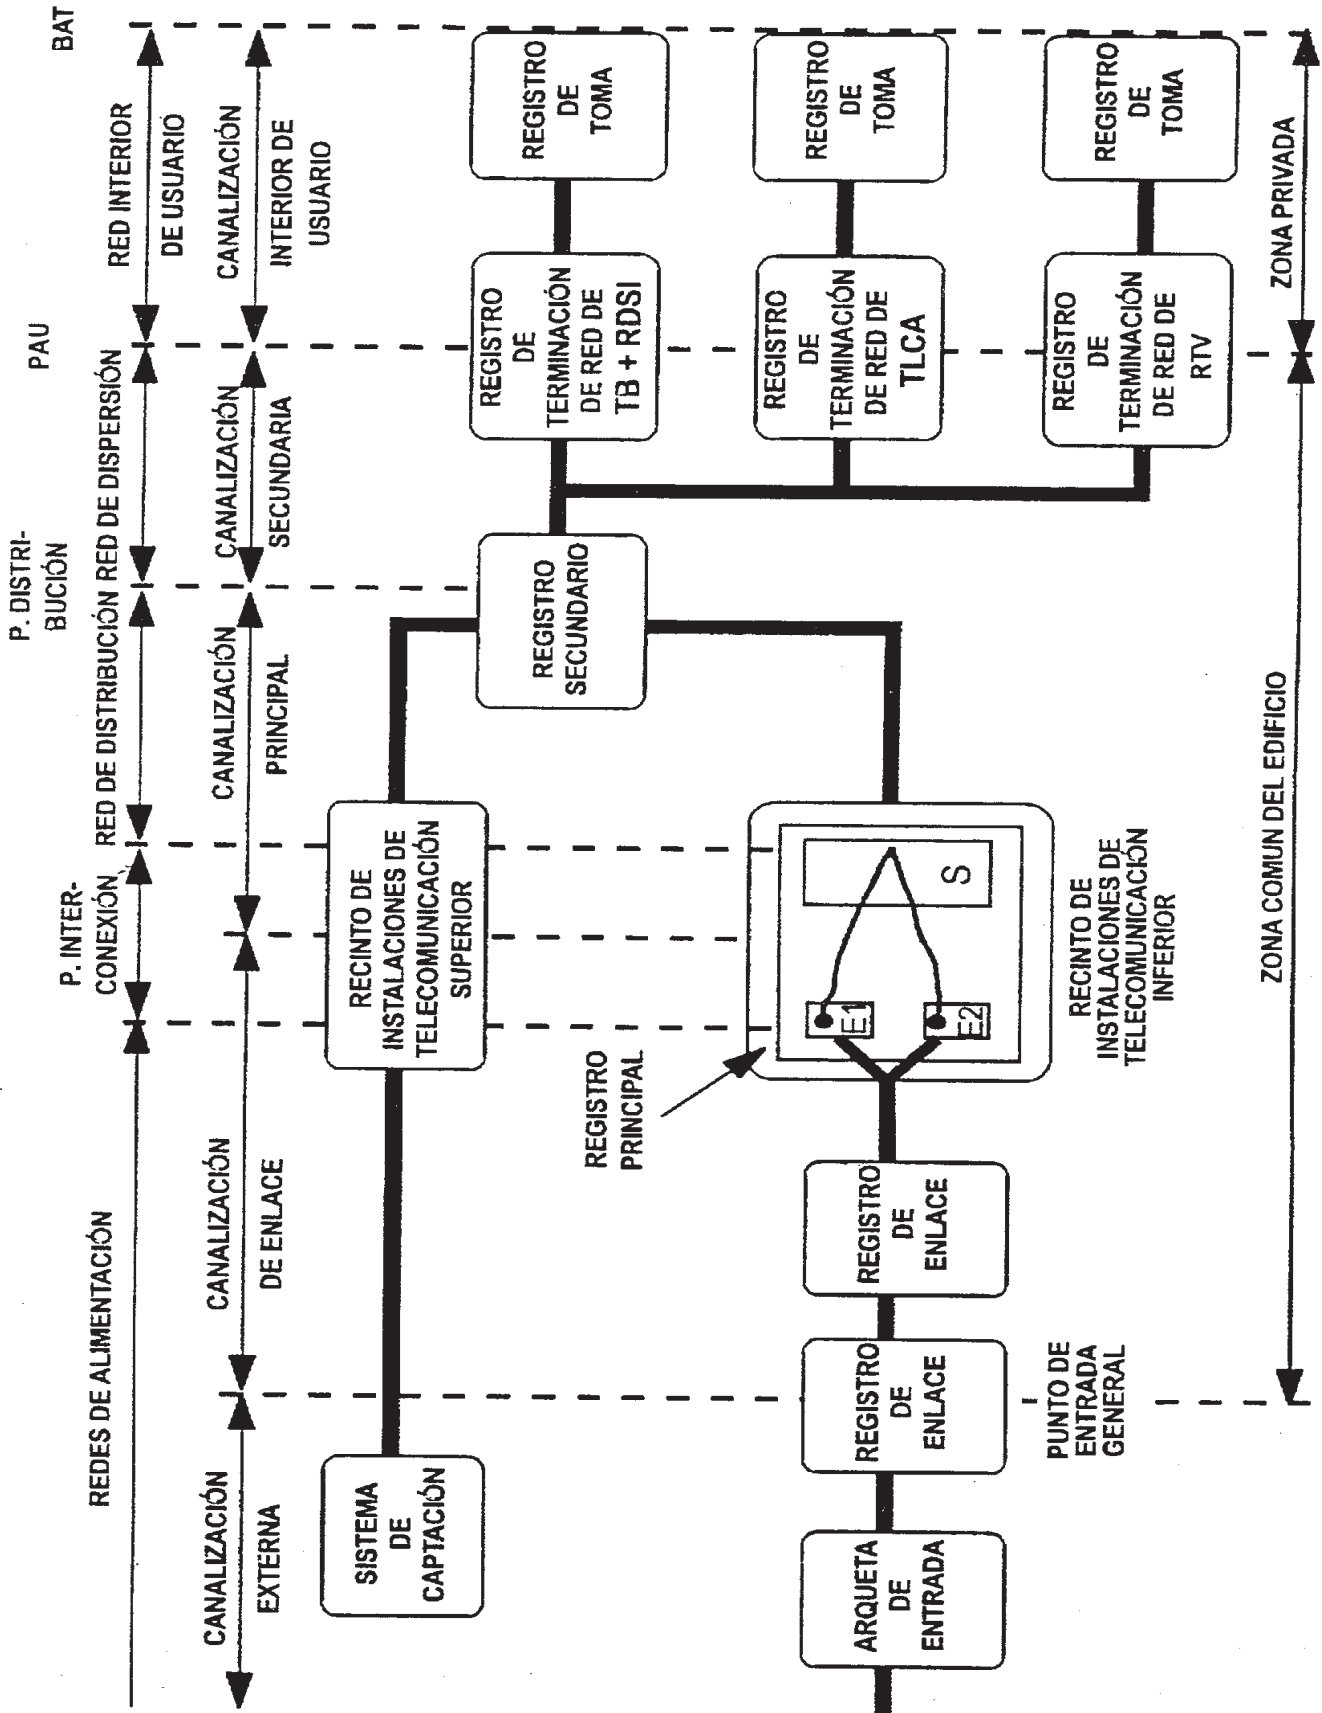 REDES DE ALIMENTACIÓN
P. INTER-
CONEXIÓN
RED DE DISTRIBUCIÓN
P. DISTRI-
BUCIÓN
RED DE DISPERSIÓN
PAU
RED INTERIOR
DE USUARIO
BAT
CANALIZACIÓN
EXTERNA
CANALIZACIÓN
DE ENLACE
CANALIZACIÓN
PRINCIPAL
CANALIZACIÓN
SECUNDARIA
CANALIZACIÓN
INTERIOR DE
USUARIO
SISTEMA
DE
CAPTACIÓN
RECINTO DE
INSTALACIONES DE
TELECOMUNICACIÓN
SUPERIOR
REGISTRO
SECUNDARIO
REGISTRO
DE
TERMINACIÓN
DE RED DE
TB + RDSI
REGISTRO
DE
TOMA
REGISTRO
PRINCIPAL
REGISTRO
DE
TERMINACIÓN
DE RED DE
TLCA
REGISTRO
DE
TOMA
ARQUETA
DE
ENTRADA
REGISTRO
DE
ENLACE
REGISTRO
DE
ENLACE
E1
E2
S
REGISTRO
DE
TERMINACIÓN
DE RED DE
RTV
REGISTRO
DE
TOMA
PUNTO DE
ENTRADA
GENERAL
RECINTO DE
INSTALACIONES DE
TELECOMUNICACIÓN
INFERIOR
ZONA COMUN DEL EDIFICIO
ZONA PRIVADA